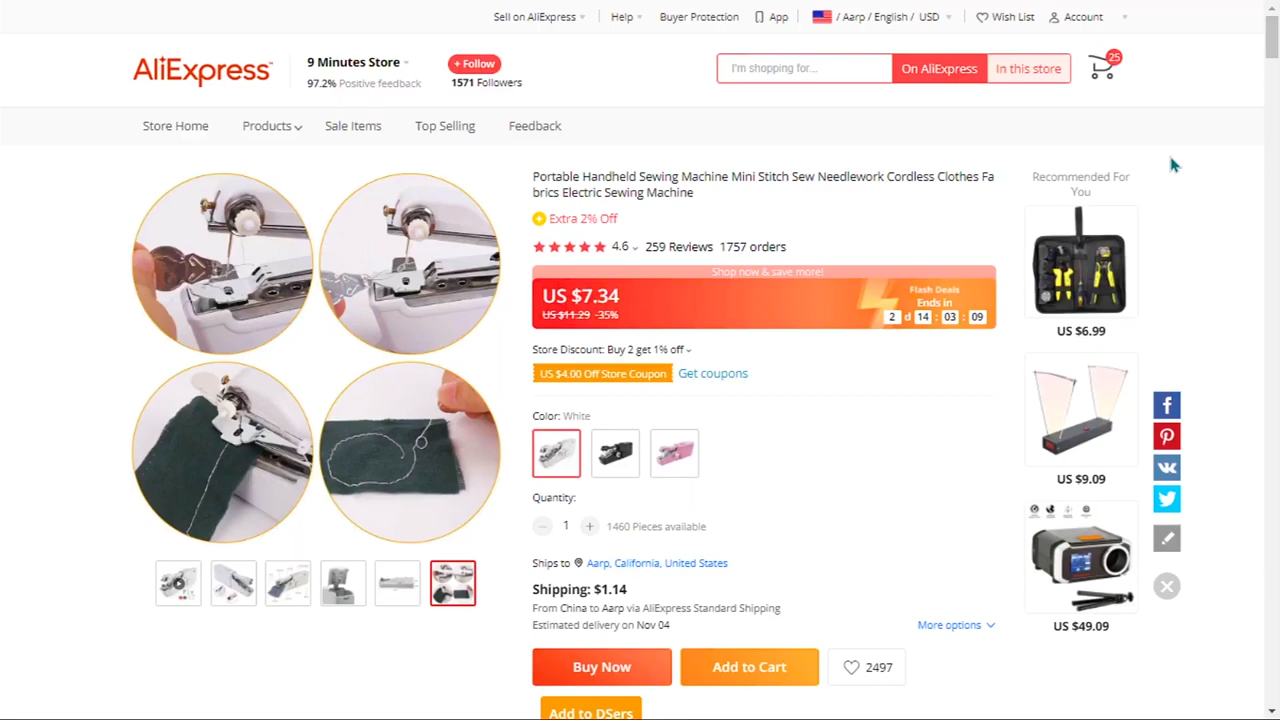 Sell on AliExpress
Help
Buyer Protection
App
/ Aarp / English / USD
Wish List
Account
AliExpress
9 Minutes Store
97.2% Positive feedback
+ Follow
1571 Followers
I'm shopping for...
On AliExpress
In this store
25
Store Home
Products
Sale Items
Top Selling
Feedback
Portable Handheld Sewing Machine Mini Stitch Sew Needlework Cordless Clothes Fa
brics Electric Sewing Machine
Extra 2% Off
4.6
259 Reviews
1757 orders
Shop now & save more!
US $7.34
US $11.29 -35%
Flash Deals
Ends in
2 d 14 : 03 : 09
Store Discount: Buy 2 get 1% off
US $4.00 Off Store Coupon
Get coupons
Color: White
Quantity:
1
1460 Pieces available
Ships to Aarp, California, United States
Shipping: $1.14
From China to Aarp via AliExpress Standard Shipping
Estimated delivery on Nov 04
More options
Buy Now
Add to Cart
2497
Add to DSers
Recommended For
You
US $6.99
US $9.09
US $49.09